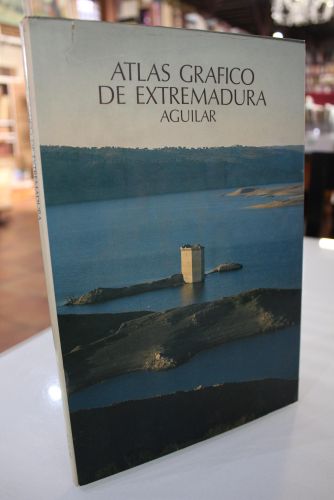 ATLAS GRAFICO
DE EXTREMADURA
AGUILAR